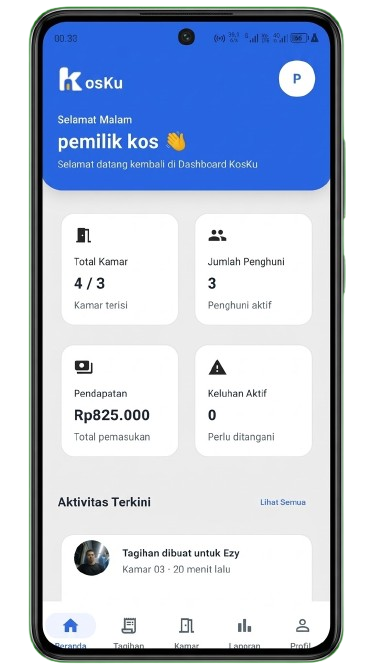 00.30
KosKu
P
Selamat Malam
pemilik kos 👋
Selamat datang kembali di Dashboard KosKu
Total Kamar
4 / 3
Kamar terisi
Jumlah Penghuni
3
Penghuni aktif
Pendapatan
Rp825.000
Total pemasukan
Keluhan Aktif
0
Perlu ditangani
Aktivitas Terkini
Lihat Semua
Tagihan dibuat untuk Ezy
Kamar 03 · 20 menit lalu
Beranda
Tagihan
Kamar
Laporan
Profil